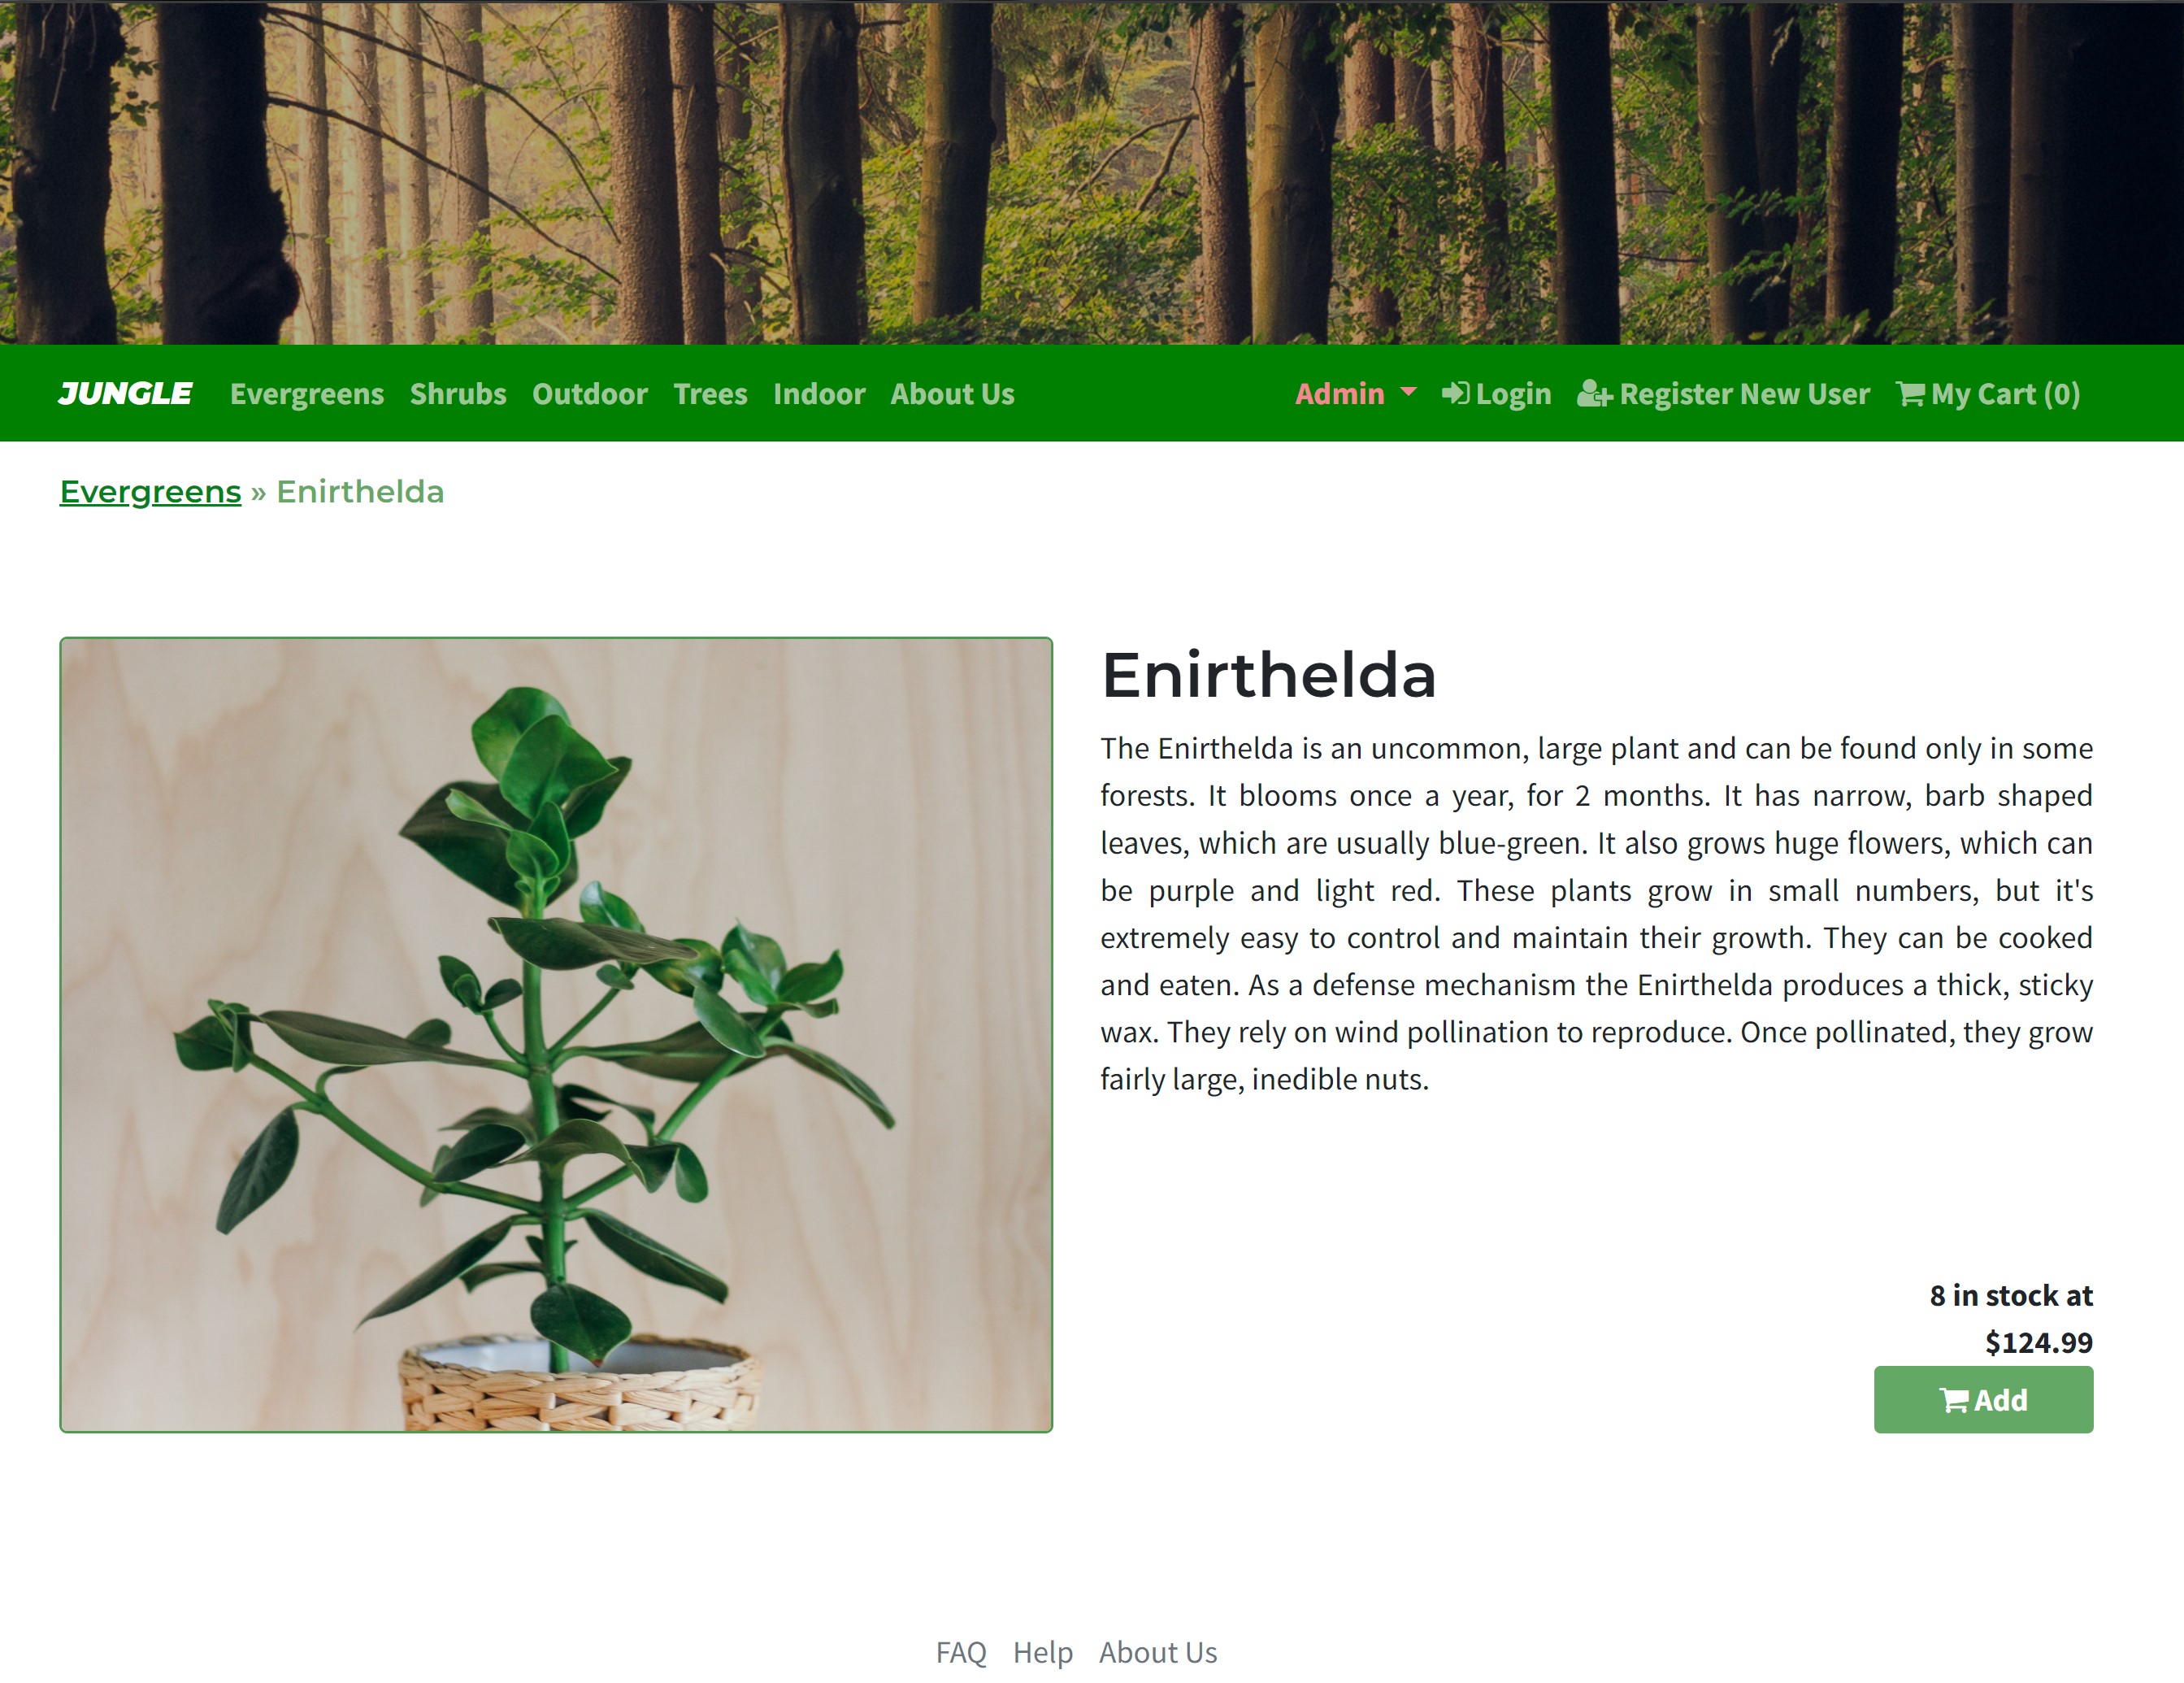 JUNGLE Evergreens Shrubs Outdoor Trees Indoor About Us Admin Login Register New User My Cart (0)
Evergreens » Enirthelda
Enirthelda
The Enirthelda is an uncommon, large plant and can be found only in some
forests. It blooms once a year, for 2 months. It has narrow, barb shaped
leaves, which are usually blue-green. It also grows huge flowers, which can
be purple and light red. These plants grow in small numbers, but it's
extremely easy to control and maintain their growth. They can be cooked
and eaten. As a defense mechanism the Enirthelda produces a thick, sticky
wax. They rely on wind pollination to reproduce. Once pollinated, they grow
fairly large, inedible nuts.
8 in stock at
$124.99
Add
FAQ Help About Us